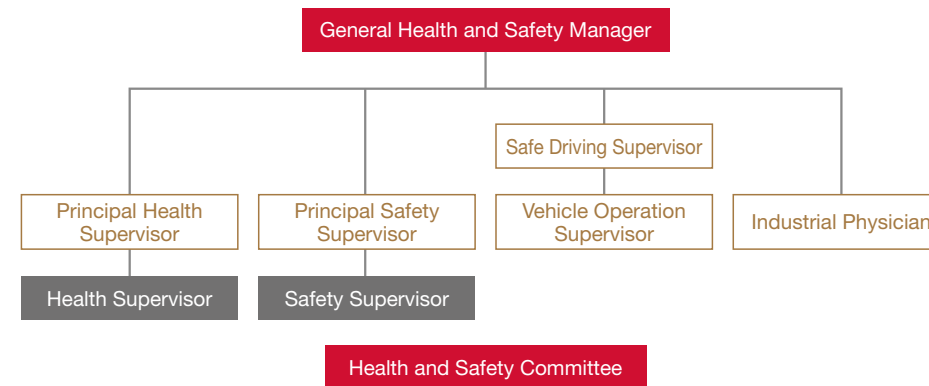 General Health and Safety Manager
Safe Driving Supervisor
Principal Health
Supervisor
Principal Safety
Supervisor
Vehicle Operation
Supervisor
Industrial Physician
Health Supervisor
Safety Supervisor
Health and Safety Committee